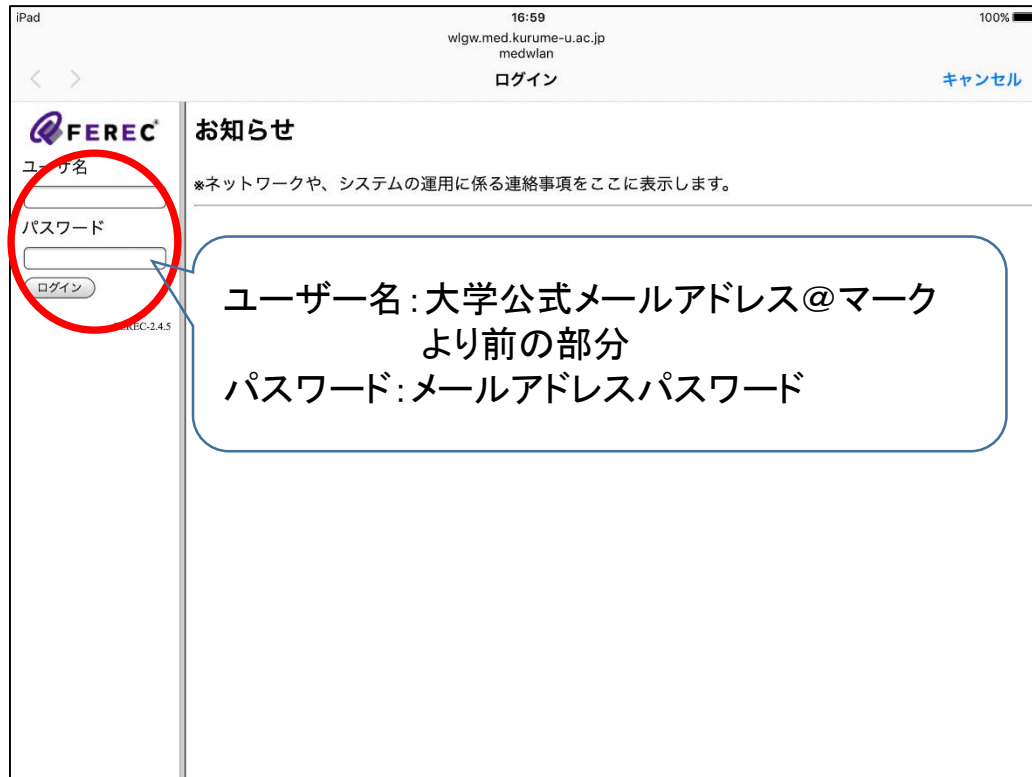 iPad 16:59 100%
wlgw.med.kurume-u.ac.jp
medwlan
ログイン キャンセル
FEREC
ユーザ名
パスワード
ログイン
REC-2.4.5
お知らせ
※ネットワークや、システムの運用に係る連絡事項をここに表示します。
ユーザー名：大学公式メールアドレス＠マーク
より前の部分
パスワード：メールアドレスパスワード